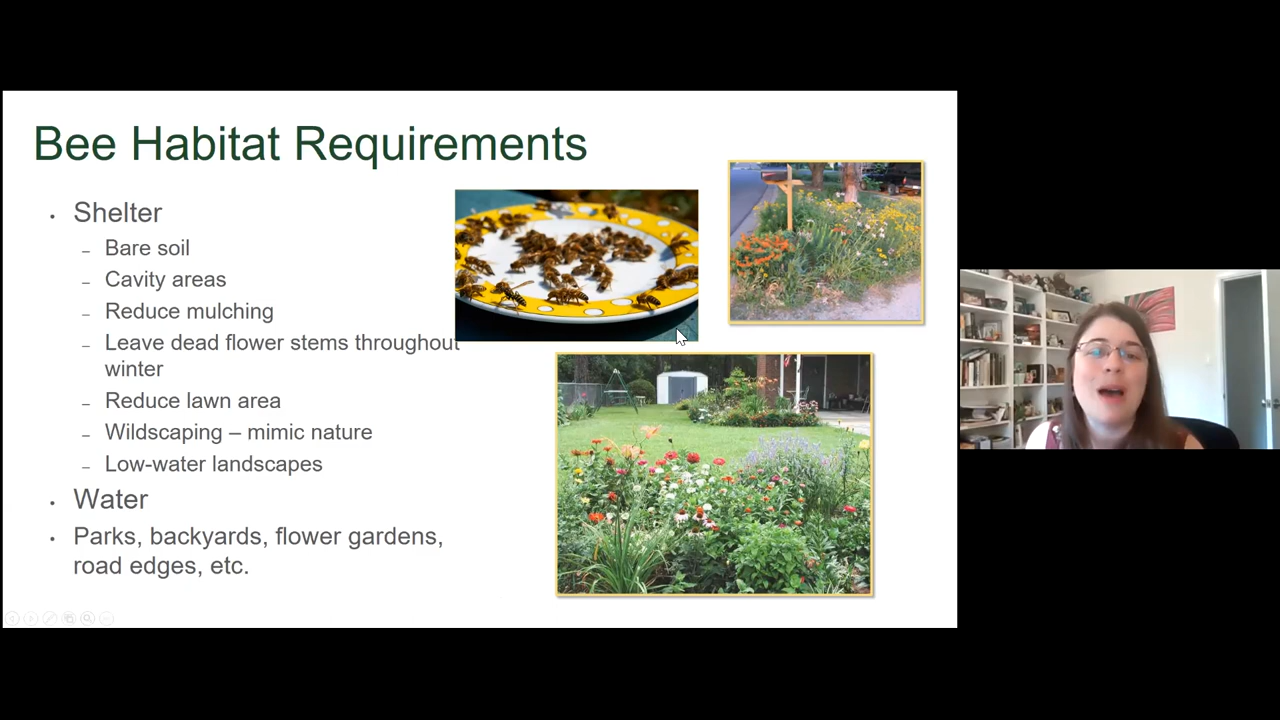 Bee Habitat Requirements
• Shelter
– Bare soil
– Cavity areas
– Reduce mulching
– Leave dead flower stems throughout
winter
– Reduce lawn area
– Wildscaping – mimic nature
– Low-water landscapes
• Water
• Parks, backyards, flower gardens,
road edges, etc.